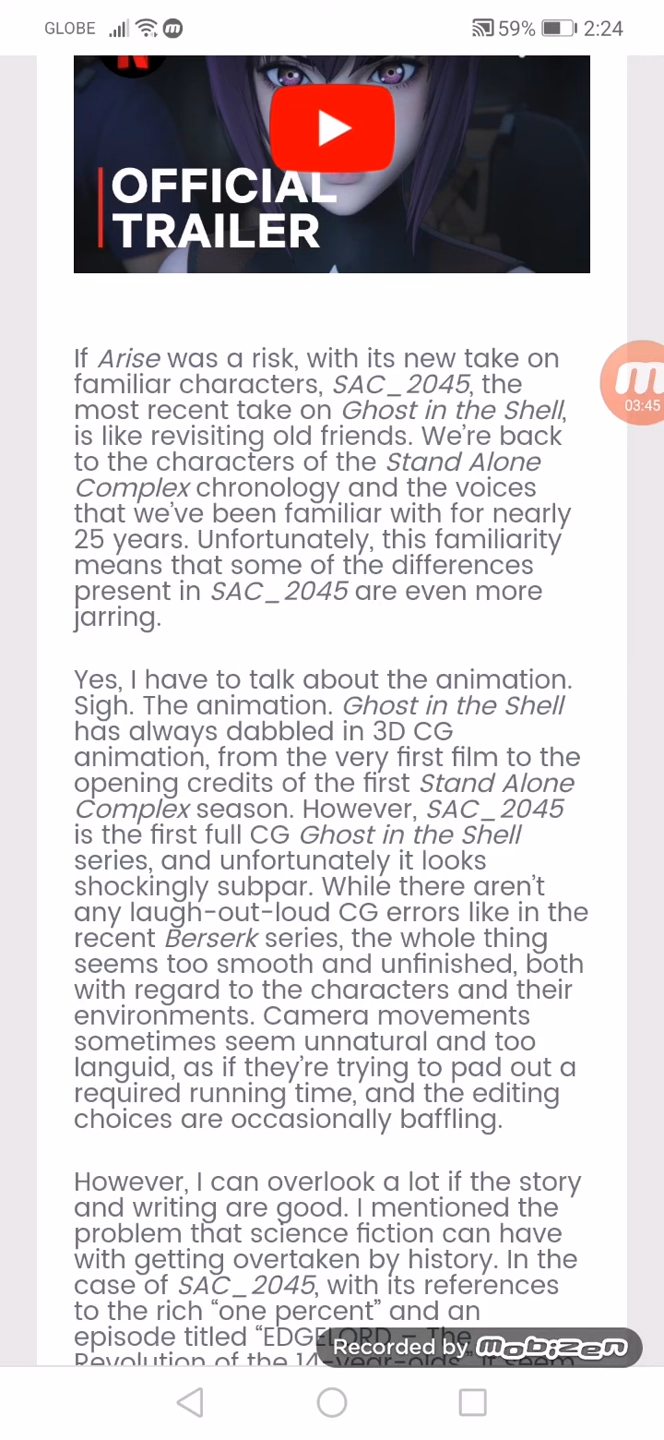 GLOBE 59% 2:24
OFFICIAL
TRAILER
If Arise was a risk, with its new take on
familiar characters, SAC_2045, the
most recent take on Ghost in the Shell,
is like revisiting old friends. We’re back
to the characters of the Stand Alone
Complex chronology and the voices
that we’ve been familiar with for nearly
25 years. Unfortunately, this familiarity
means that some of the differences
present in SAC_2045 are even more
jarring.
03:45
Yes, I have to talk about the animation.
Sigh. The animation. Ghost in the Shell
has always dabbled in 3D CG
animation, from the very first film to the
opening credits of the first Stand Alone
Complex season. However, SAC_2045
is the first full CG Ghost in the Shell
series, and unfortunately it looks
shockingly subpar. While there aren’t
any laugh-out-loud CG errors like in the
recent Berserk series, the whole thing
seems too smooth and unfinished, both
with regard to the characters and their
environments. Camera movements
sometimes seem unnatural and too
languid, as if they’re trying to pad out a
required running time, and the editing
choices are occasionally baffling.
However, I can overlook a lot if the story
and writing are good. I mentioned the
problem that science fiction can have
with getting overtaken by history. In the
case of SAC_2045, with its references
to the rich “one percent” and an
episode titled “EDGELORD – The
Revolution of the 14-year-olds,” it seem
Recorded by mobizen